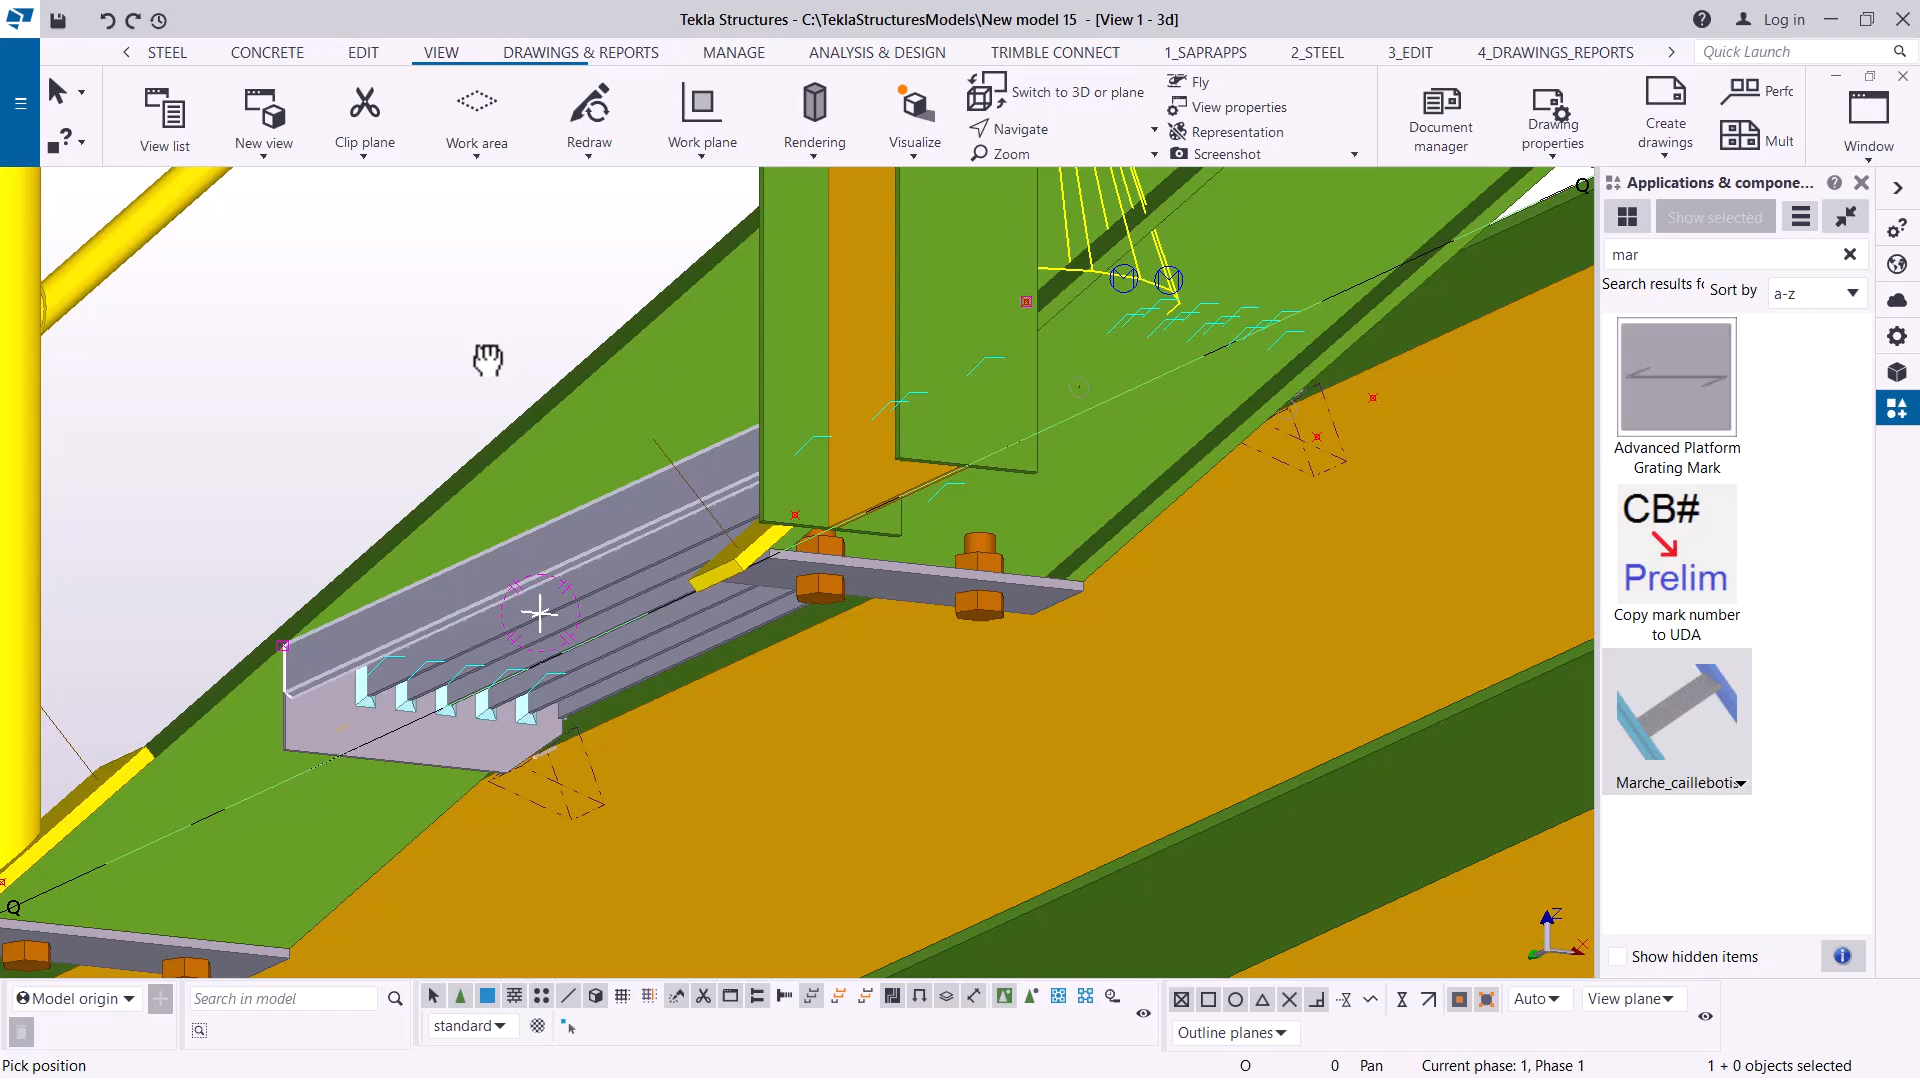 Tekla Structures - C:\TeklaStructuresModels\New model 15 - [View 1 - 3d]
Log in
STEEL CONCRETE EDIT VIEW DRAWINGS & REPORTS MANAGE ANALYSIS & DESIGN TRIMBLE CONNECT 1_SAPRAPPS 2_STEEL 3_EDIT 4_DRAWINGS_REPORTS
Quick Launch
View list
New view
Clip plane
Work area
Redraw
Work plane
Rendering
Visualize
Switch to 3D or plane
Navigate
Zoom
Fly
View properties
Representation
Screenshot
Document manager
Drawing properties
Create drawings
Perfc
Mult
Window
Applications & compone...
Show selected
mar
Search results fo
Sort by
a-z
Advanced Platform
Grating Mark
CB#
Prelim
Copy mark number
to UDA
Marche_caillebotis
Show hidden items
Q
Q
Z
X
Model origin
Search in model
standard
Auto
View plane
Outline planes
Pick position
O 0 Pan Current phase: 1, Phase 1 1 + 0 objects selected